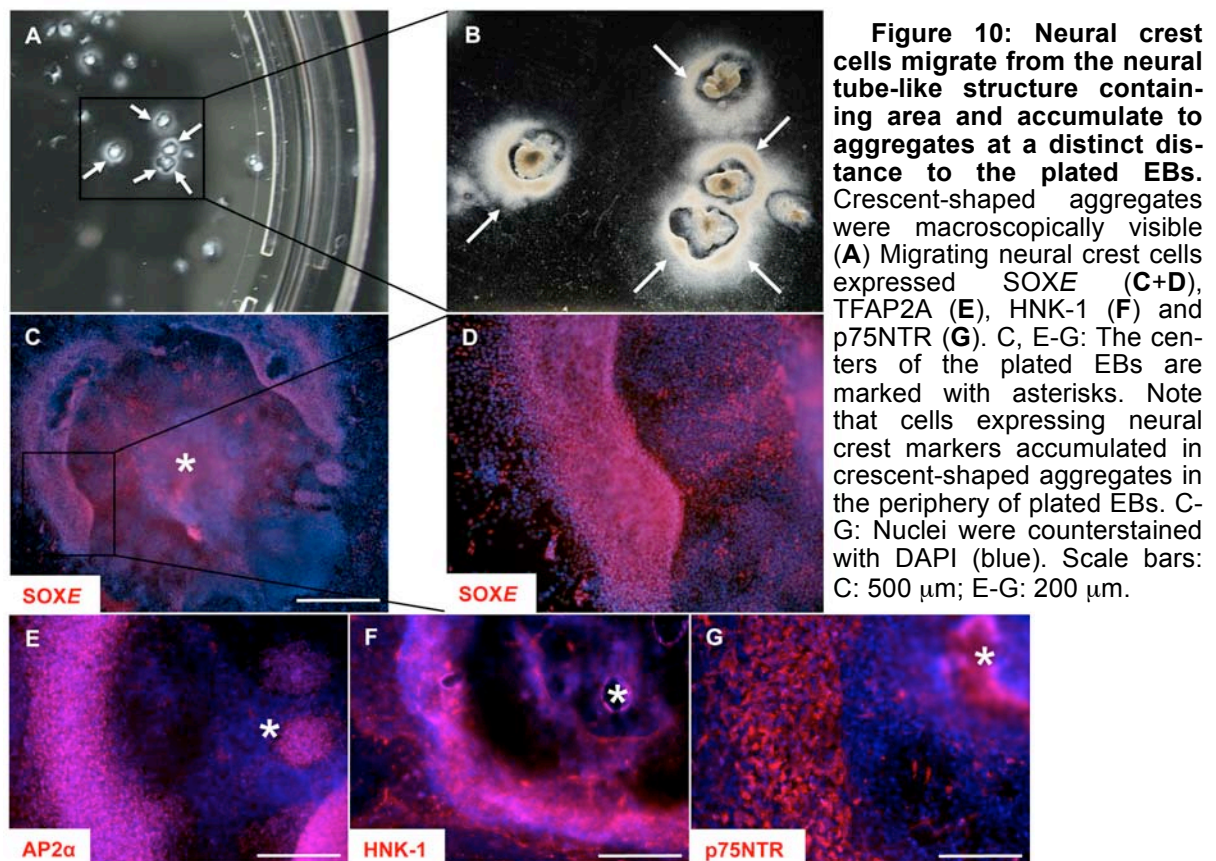 A
B
C
D
SOXE
SOXE
E
F
G
*
*
*
*
AP2α
HNK-1
p75NTR
Figure 10: Neural crest
cells migrate from the neural
tube-like structure contain-
ing area and accumulate to
aggregates at a distinct dis-
tance to the plated EBs.
Crescent-shaped aggregates
were macroscopically visible
(A) Migrating neural crest cells
expressed SOXE (C+D),
TFAP2A (E), HNK-1 (F) and
p75NTR (G). C, E-G: The cen-
ters of the plated EBs are
marked with asterisks. Note
that cells expressing neural
crest markers accumulated in
crescent-shaped aggregates in
the periphery of plated EBs. C-
G: Nuclei were counterstained
with DAPI (blue). Scale bars:
C: 500 μm; E-G: 200 μm.